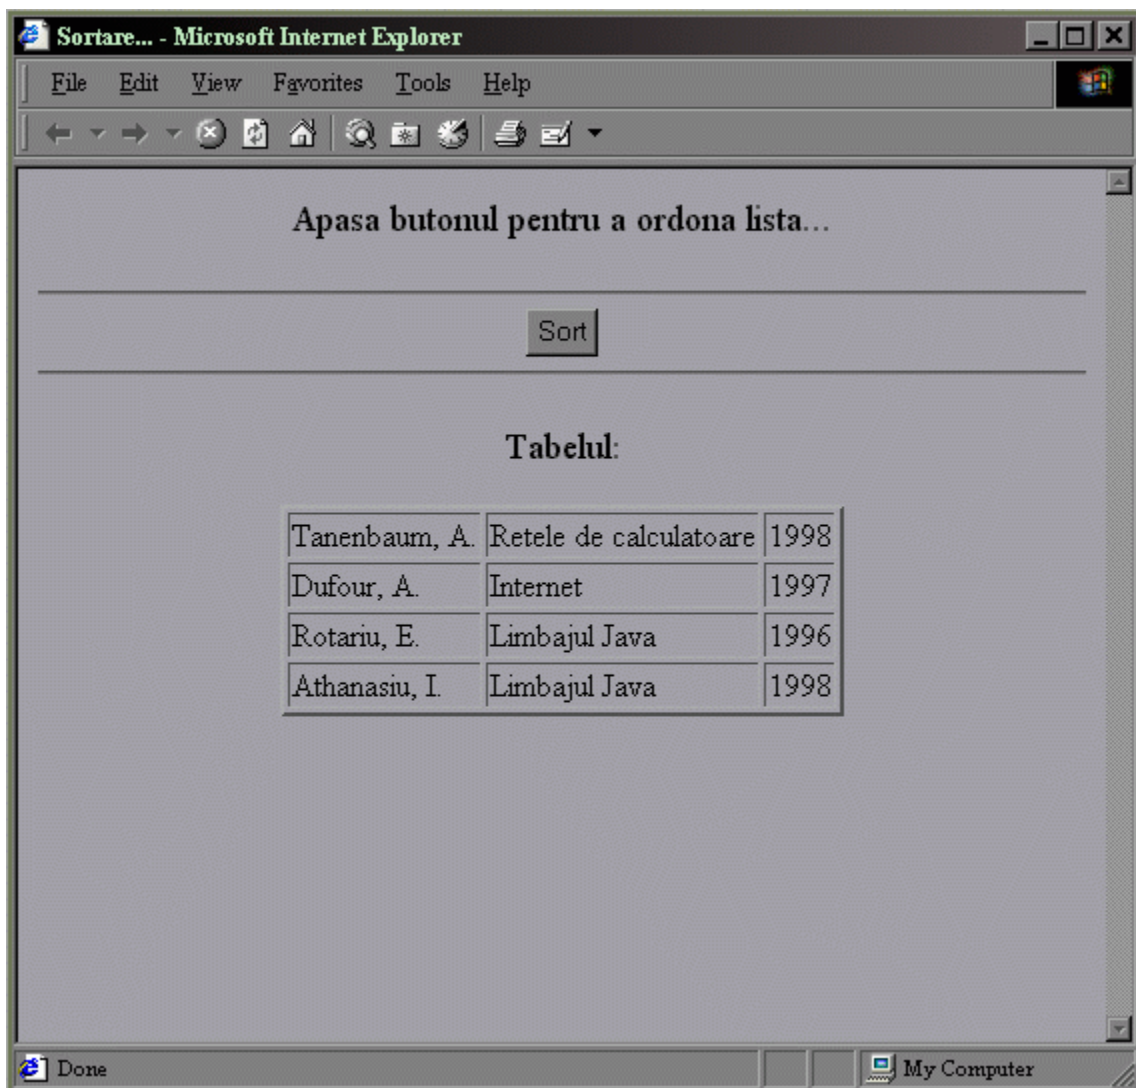 Sortare... - Microsoft Internet Explorer
File Edit View Favorites Tools Help
Apasa butonul pentru a ordona lista...
Sort
Tabelul:
Tanenbaum, A. Retele de calculatoare 1998
Dufour, A. Internet 1997
Rotariu, E. Limbajul Java 1996
Athanasiu, I. Limbajul Java 1998
Done My Computer